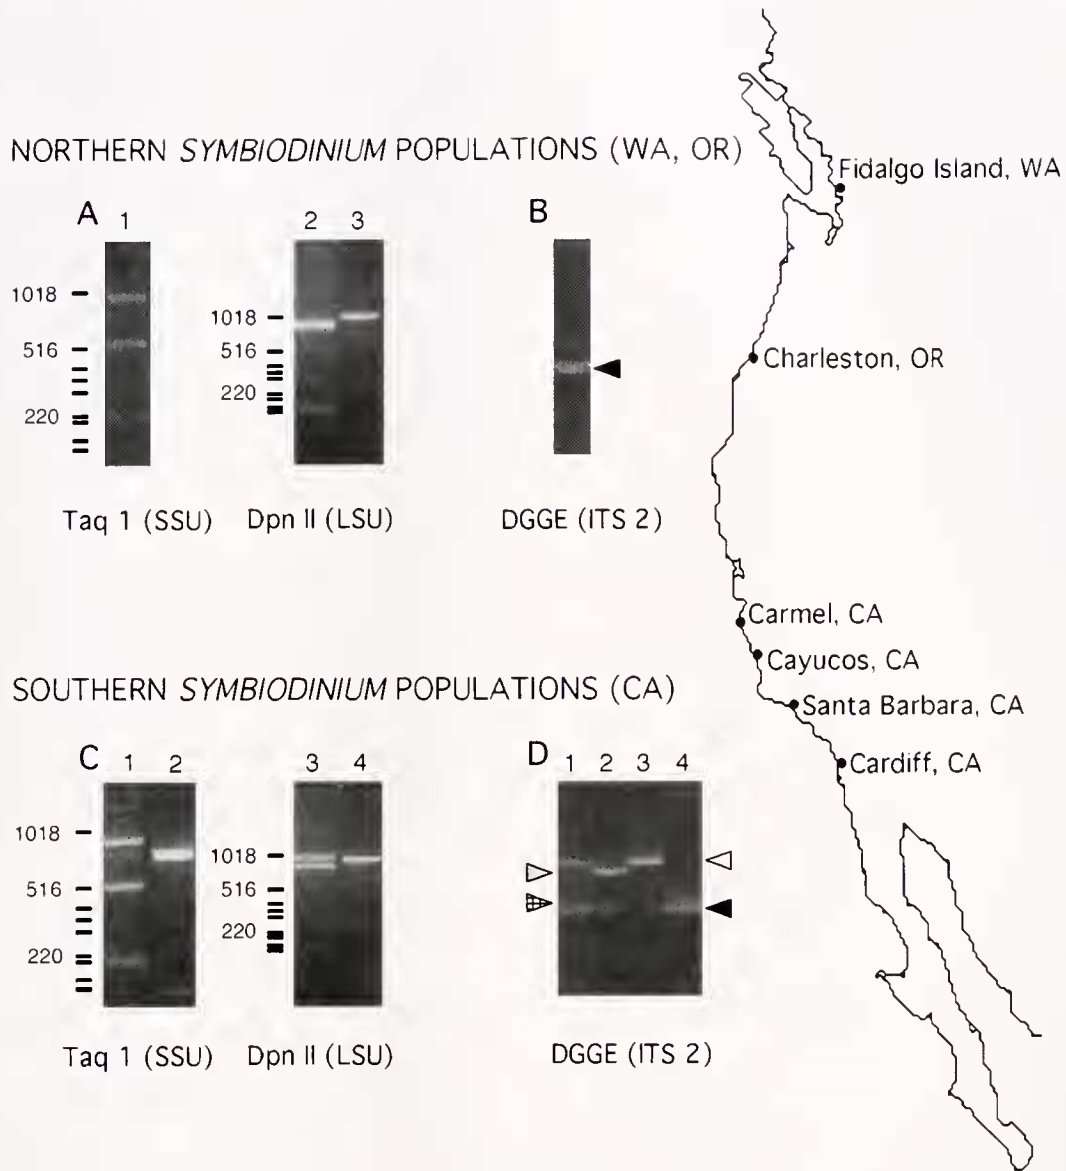 NORTHERN SYMBIODINIUM POPULATIONS (WA, OR)
A
1
1018
516
220
Taq 1 (SSU)
2 3
1018
516
220
Dpn II (LSU)
B
DGGE (ITS 2)
SOUTHERN SYMBIODINIUM POPULATIONS (CA)
C
1 2
1018
516
220
Taq 1 (SSU)
3 4
1018
516
220
Dpn II (LSU)
D
1 2 3 4
DGGE (ITS 2)
Fidalgo Island, WA
Charleston, OR
Carmel, CA
Cayucos, CA
Santa Barbara, CA
Cardiff, CA